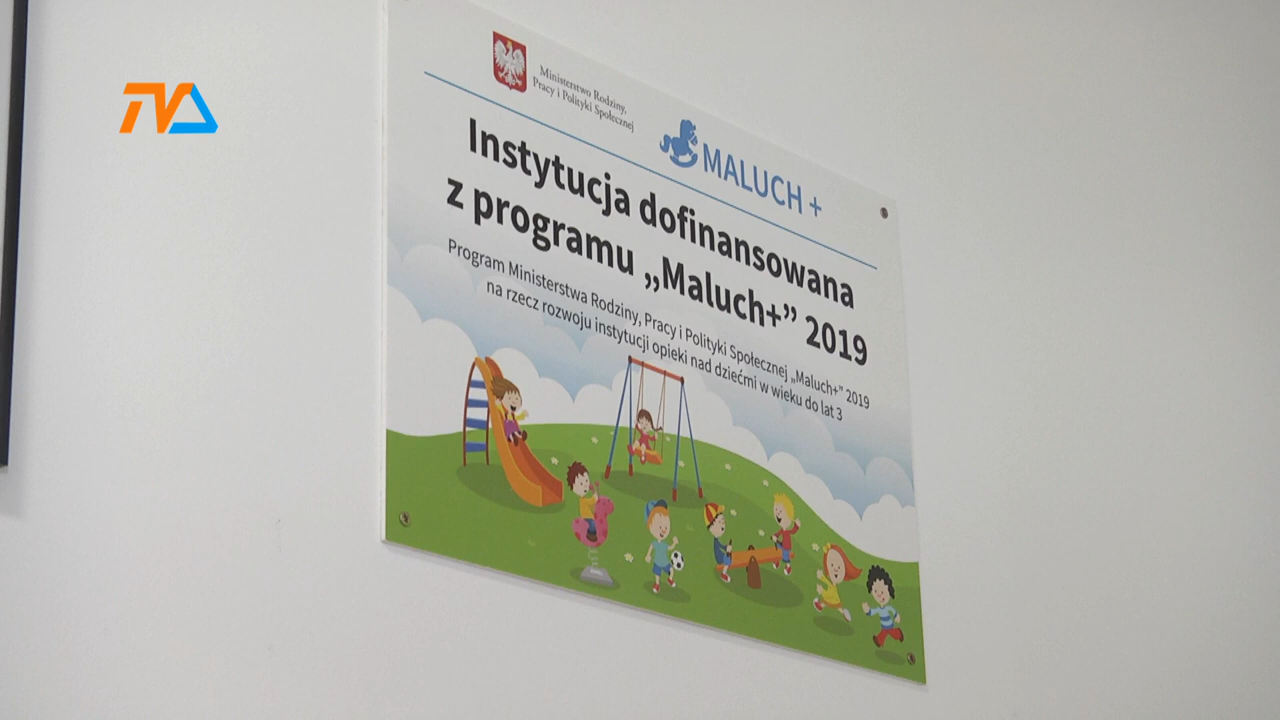 TVA
Ministerstwo Rodziny,
Pracy i Polityki Społecznej
MALUCH +
Instytucja dofinansowana
z programu „Maluch+” 2019
Program Ministerstwa Rodziny, Pracy i Polityki Społecznej „Maluch+” 2019
na rzecz rozwoju instytucji opieki nad dziećmi w wieku do lat 3